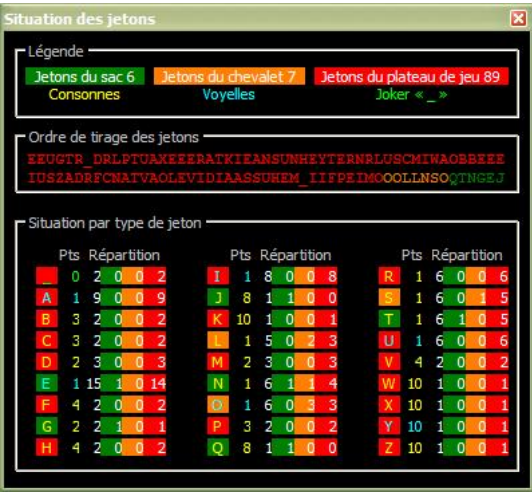 Situation des jetons
Légende
Jetons du sac 6 Jetons du chevalet 7 Jetons du plateau de jeu 89
Consonnes Voyelles Joker « _ »
Ordre de tirage des jetons
EEUGTR_DRLPTUAXEEERATKIEANSUNHEYTERNRLUSCMIWAOBBEEE
IUSZADRFCNATVAOLEVIDIAASSUHEM_IIFPEIMOOOLLNSOQTNGEJ
Situation par type de jeton
Pts Répartition Pts Répartition Pts Répartition
_ 0 2 0 0 2 I 1 8 0 0 8 R 1 6 0 0 6
A 1 9 0 0 9 J 8 1 1 0 0 S 1 6 0 1 5
B 3 2 0 0 2 K 10 1 0 0 1 T 1 6 1 0 5
C 3 2 0 0 2 L 1 5 0 2 3 U 1 6 0 0 6
D 2 3 0 0 3 M 2 3 0 0 3 V 4 2 0 0 2
E 1 15 1 0 14 N 1 6 1 1 4 W 10 1 0 0 1
F 4 2 0 0 2 O 1 6 0 3 3 X 10 1 0 0 1
G 2 2 1 0 1 P 3 2 0 0 2 Y 10 1 0 0 1
H 4 2 0 0 2 Q 8 1 1 0 0 Z 10 1 0 0 1